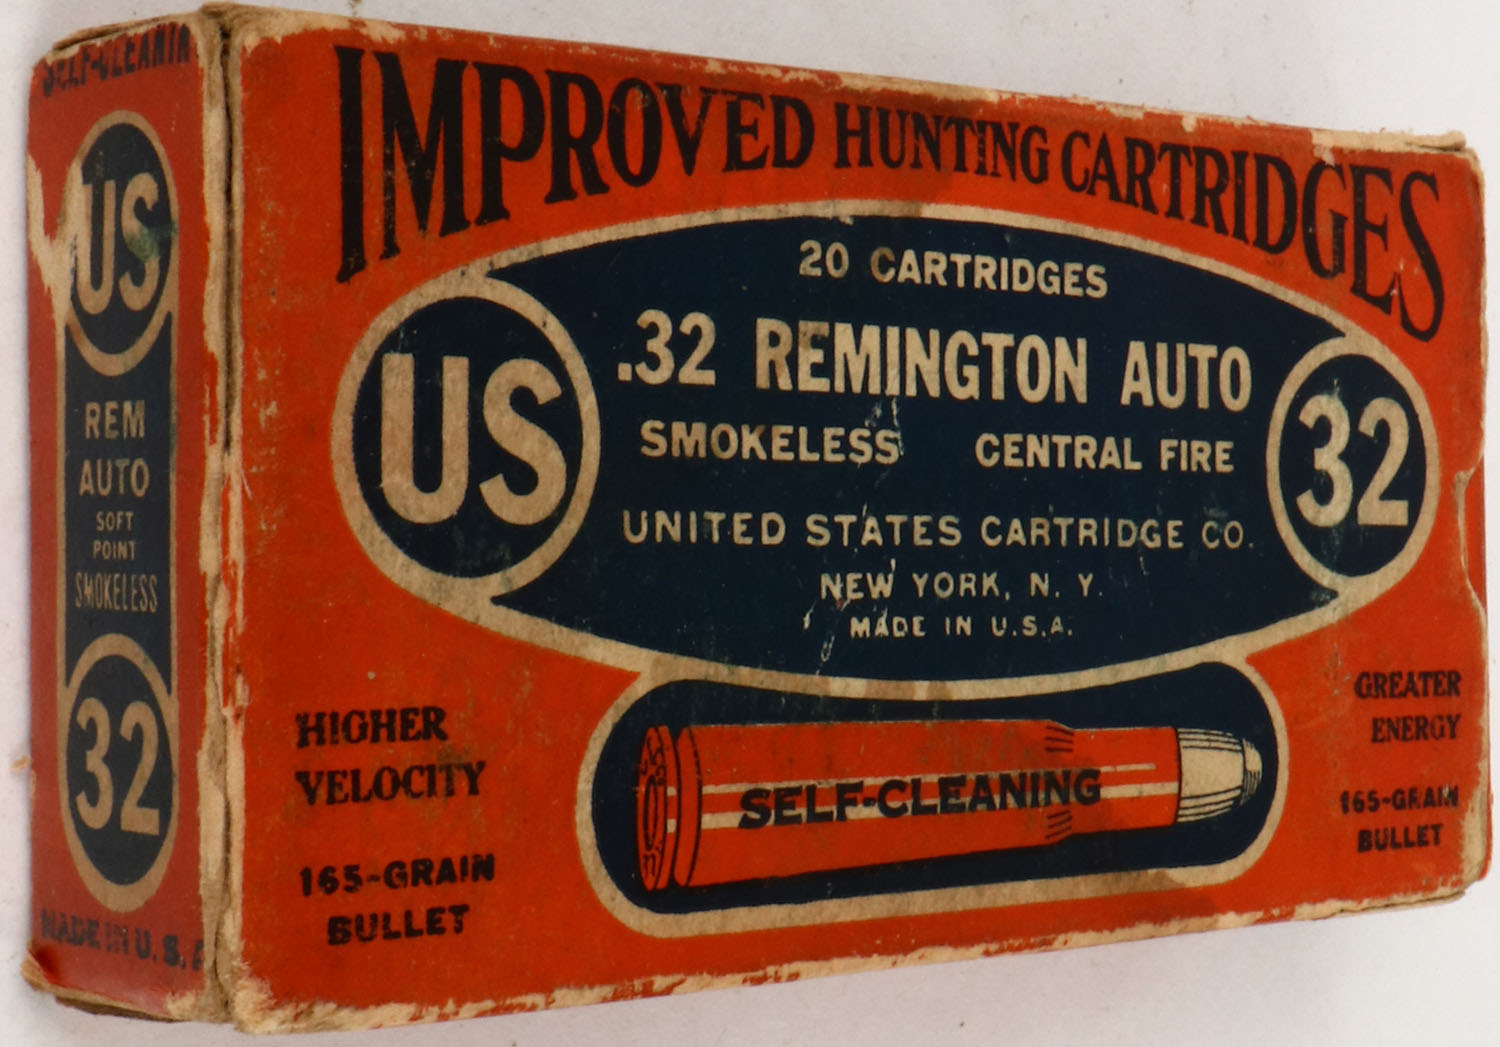 SELF-CLEANIN
US
REM
AUTO
SOFT
POINT
SMOKELESS
32
MADE IN U.S.A
IMPROVED HUNTING CARTRIDGES
20 CARTRIDGES
US
.32 REMINGTON AUTO
32
SMOKELESS CENTRAL FIRE
UNITED STATES CARTRIDGE CO.
NEW YORK, N. Y.
MADE IN U.S.A.
HIGHER
VELOCITY
165-GRAIN
BULLET
SELF-CLEANING
GREATER
ENERGY
165-GRAIN
BULLET